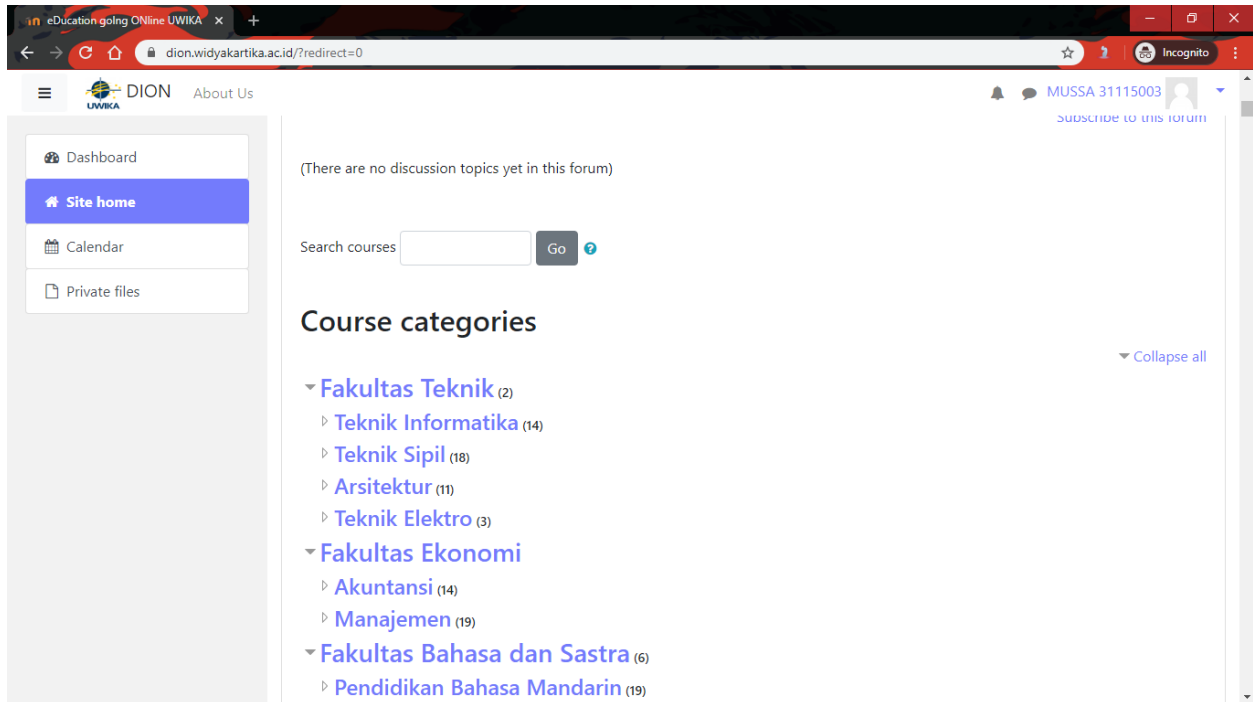 eDucation goIng ONline UWIKA
dion.widyakartika.ac.id/?redirect=0
Incognito
UWIKA
DION
About Us
MUSSA 31115003
Subscribe to this forum
Dashboard
Site home
Calendar
Private files
(There are no discussion topics yet in this forum)
Search courses
Go
Course categories
Collapse all
Fakultas Teknik (2)
Teknik Informatika (14)
Teknik Sipil (18)
Arsitektur (11)
Teknik Elektro (3)
Fakultas Ekonomi
Akuntansi (14)
Manajemen (19)
Fakultas Bahasa dan Sastra (6)
Pendidikan Bahasa Mandarin (19)